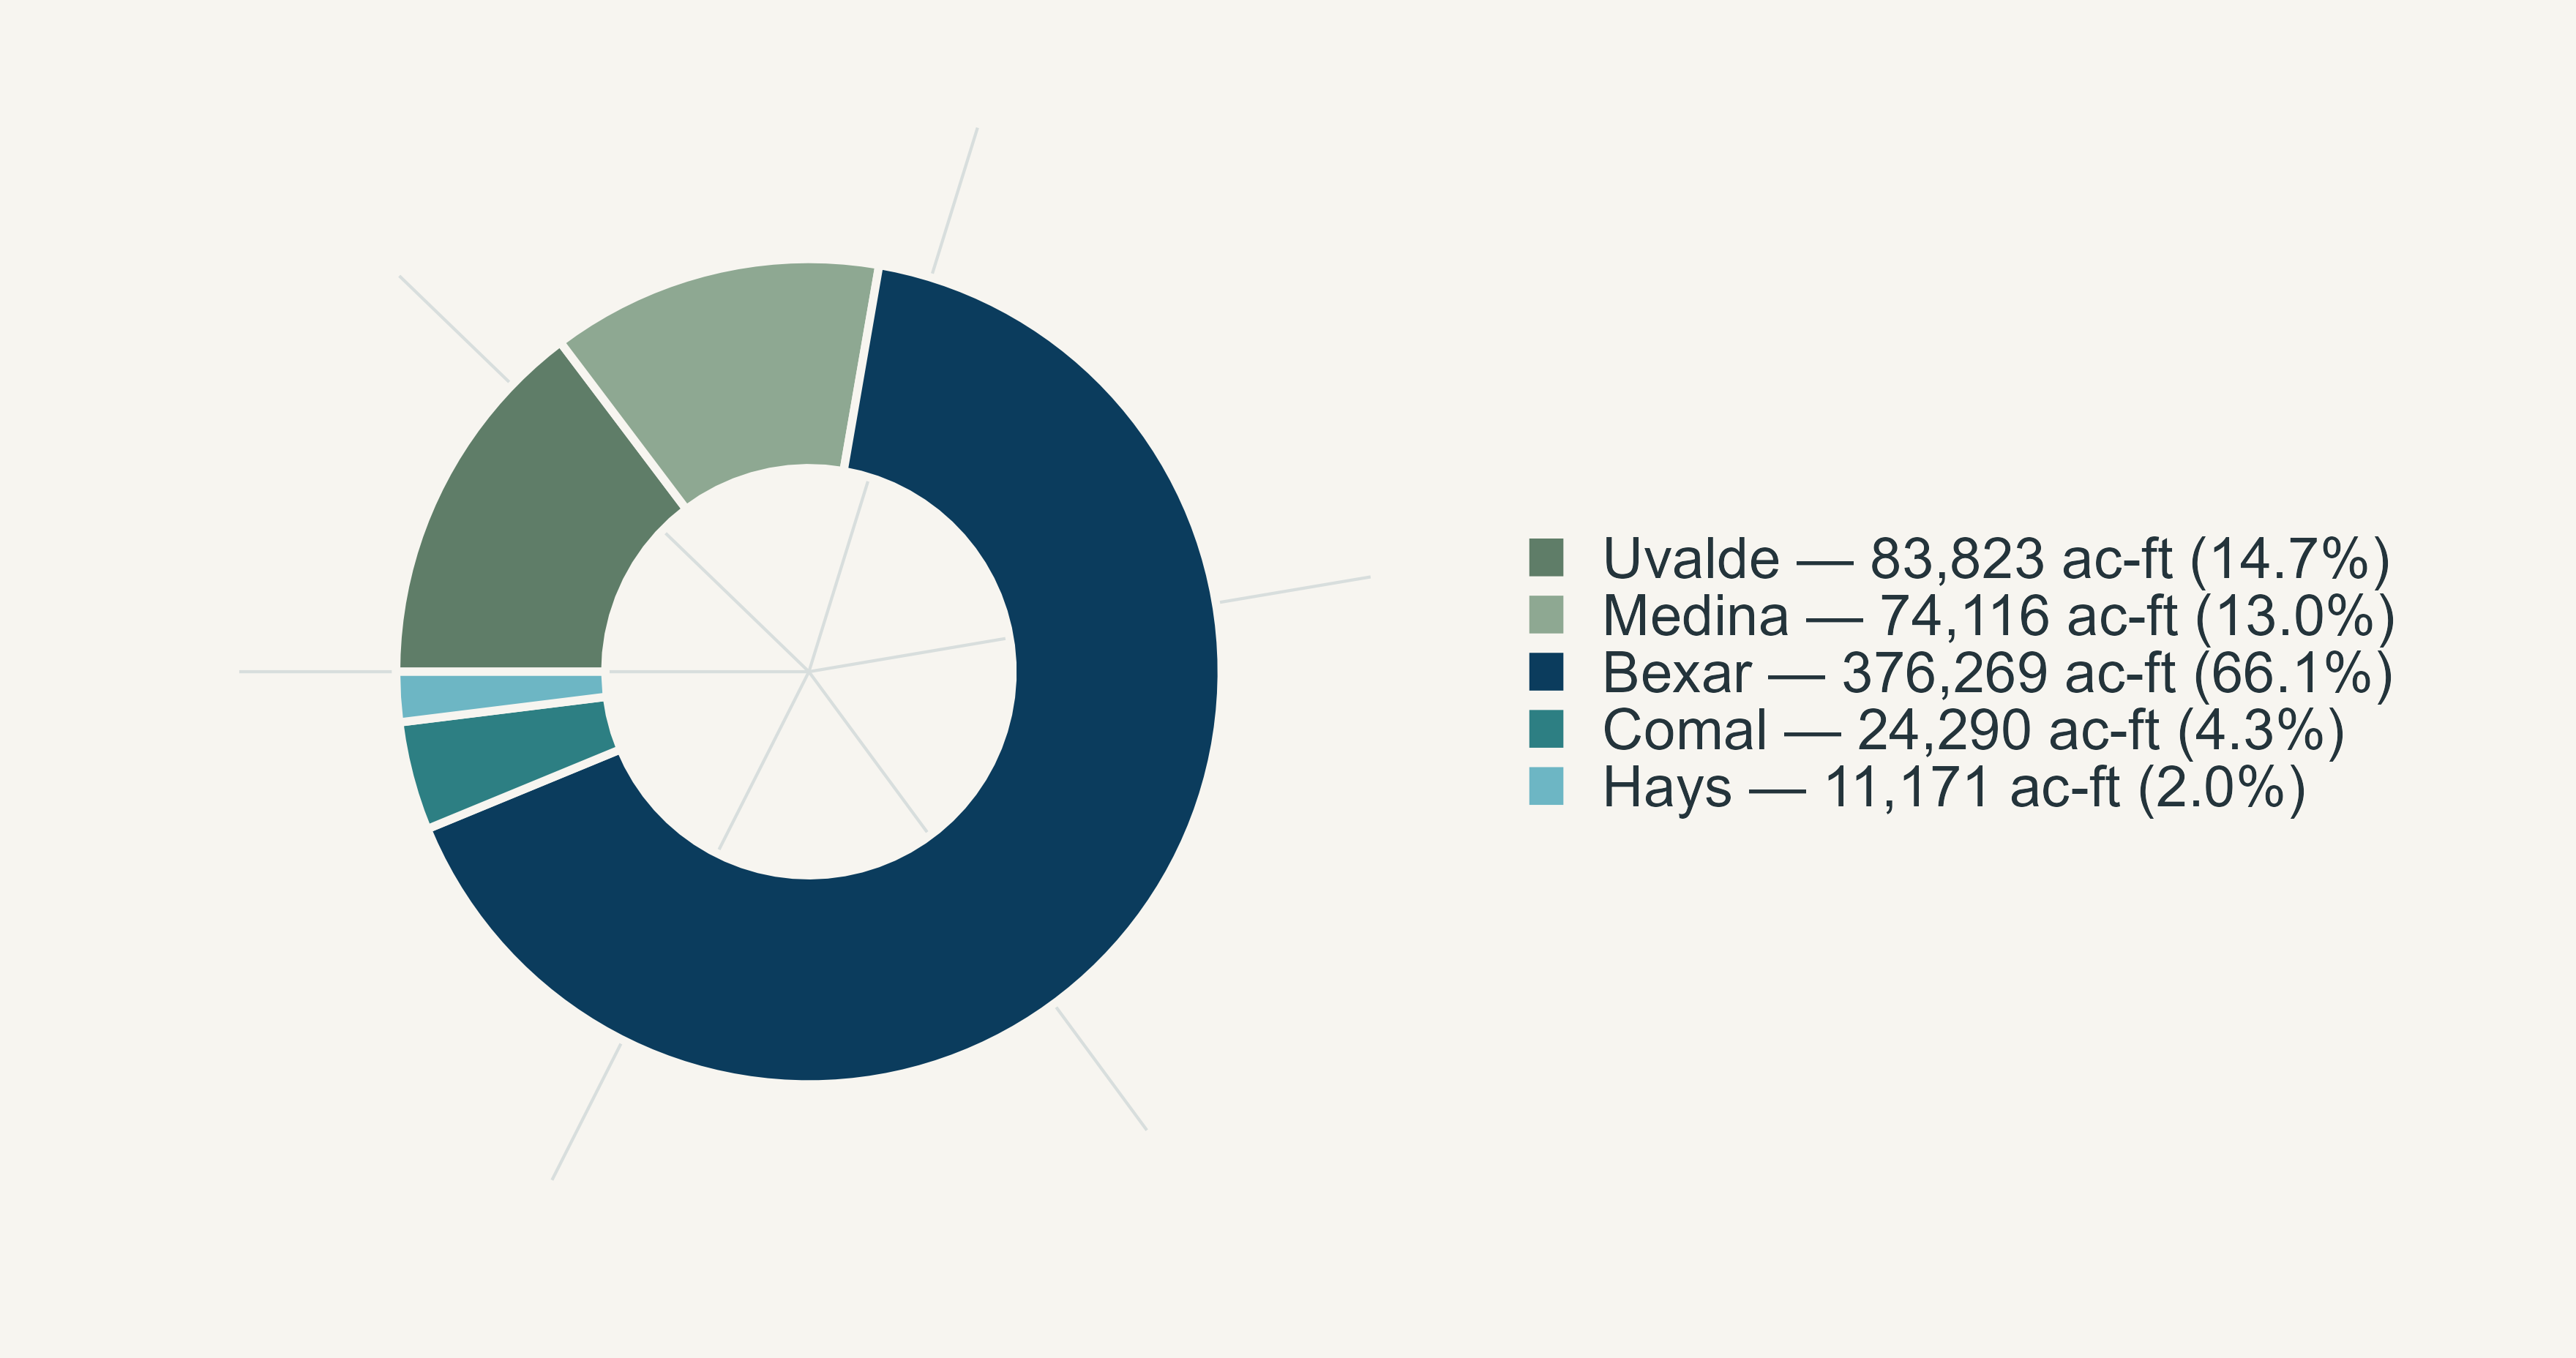 Uvalde — 83,823 ac-ft (14.7%)
Medina — 74,116 ac-ft (13.0%)
Bexar — 376,269 ac-ft (66.1%)
Comal — 24,290 ac-ft (4.3%)
Hays — 11,171 ac-ft (2.0%)